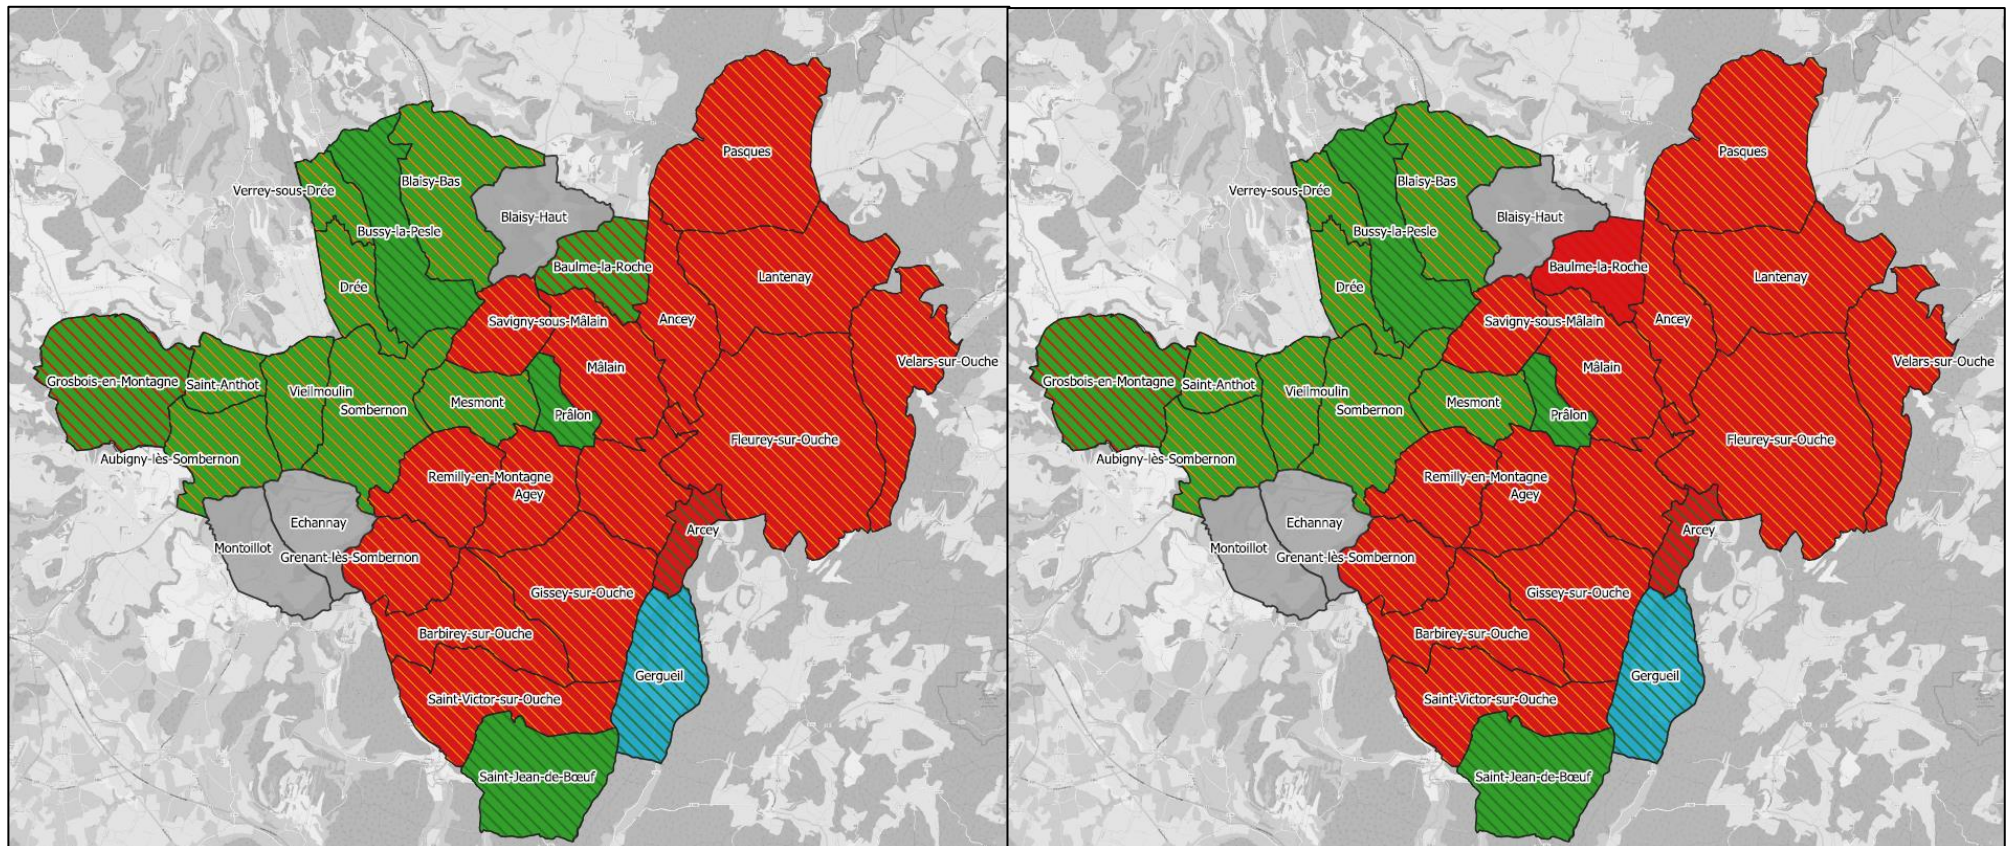 Pasques
Verrey-sous-Drée
Blaisy-Bas
Blaisy-Haut
Bussy-la-Pesle
Baulme-la-Roche
Lantenay
Drée
Savigny-sous-Mâlain
Ancey
Velars-sur-Ouche
Mâlain
Grosbois-en-Montagne
Saint-Anthot
Vieilmoulin
Sombernon
Mesmont
Prâlon
Fleurey-sur-Ouche
Aubigny-lès-Sombernon
Remilly-en-Montagne
Agey
Echannay
Arcey
Montoillot
Grenant-lès-Sombernon
Gissey-sur-Ouche
Barbirey-sur-Ouche
Gergueil
Saint-Victor-sur-Ouche
Saint-Jean-de-Bœuf
Pasques
Verrey-sous-Drée
Blaisy-Bas
Blaisy-Haut
Bussy-la-Pesle
Baulme-la-Roche
Lantenay
Drée
Savigny-sous-Mâlain
Ancey
Velars-sur-Ouche
Mâlain
Grosbois-en-Montagne
Saint-Anthot
Vieilmoulin
Sombernon
Mesmont
Prâlon
Fleurey-sur-Ouche
Aubigny-lès-Sombernon
Remilly-en-Montagne
Agey
Echannay
Arcey
Montoillot
Grenant-lès-Sombernon
Gissey-sur-Ouche
Barbirey-sur-Ouche
Gergueil
Saint-Victor-sur-Ouche
Saint-Jean-de-Bœuf